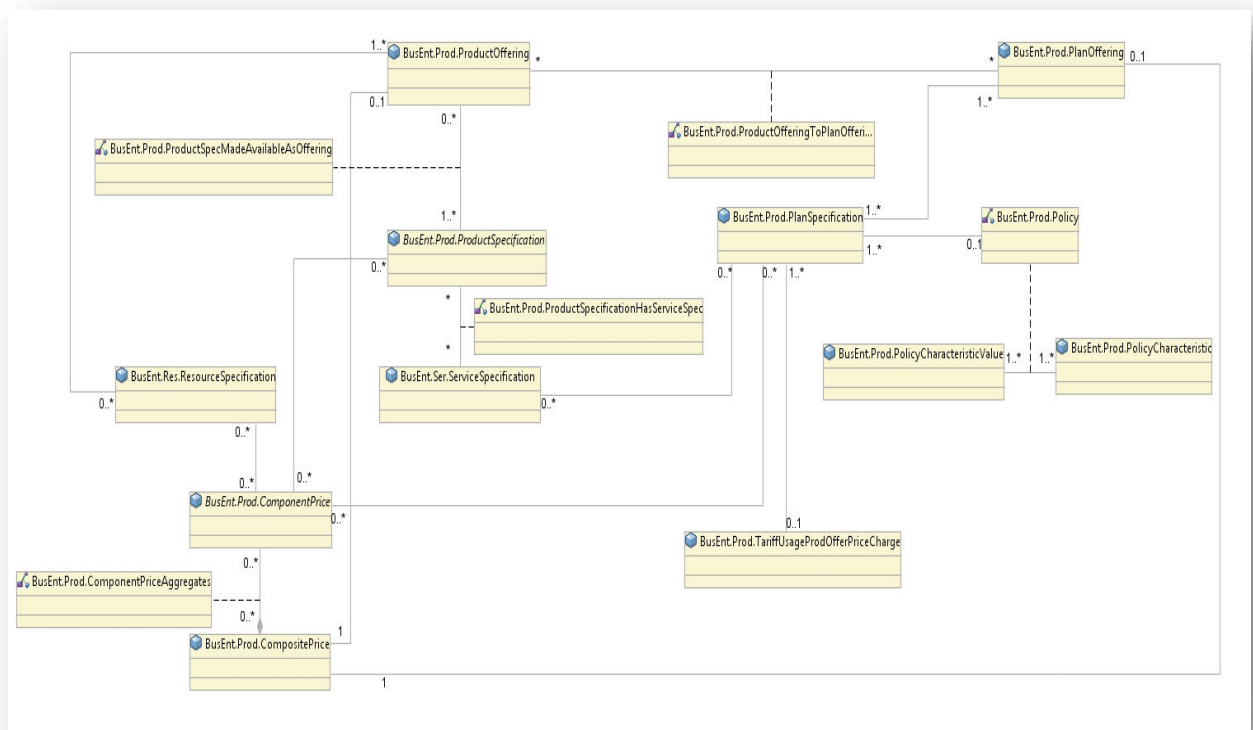 1..*
BusEnt.Prod.ProductOffering
*
*
BusEnt.Prod.PlanOffering
0..1
0..1
1..*
0..*
BusEnt.Prod.ProductOfferingToPlanOfferi...
BusEnt.Prod.ProductSpecMadeAvailableAsOffering
1..*
BusEnt.Prod.PlanSpecification
1..*
BusEnt.Prod.Policy
BusEnt.Prod.ProductSpecification
0..*
1..*
0..1
0..*
0..*
1..*
*
BusEnt.Prod.ProductSpecificationHasServiceSpec
*
BusEnt.Prod.PolicyCharacteristicValue
1..*
1..*
BusEnt.Prod.PolicyCharacteristic
BusEnt.Res.ResourceSpecification
BusEnt.Ser.ServiceSpecification
0..*
0..*
0..*
0..*
0..*
BusEnt.Prod.ComponentPrice
0..*
0..1
BusEnt.Prod.TariffUsageProdOfferPriceCharge
0..*
BusEnt.Prod.ComponentPriceAggregates
0..*
1
BusEnt.Prod.CompositePrice
1